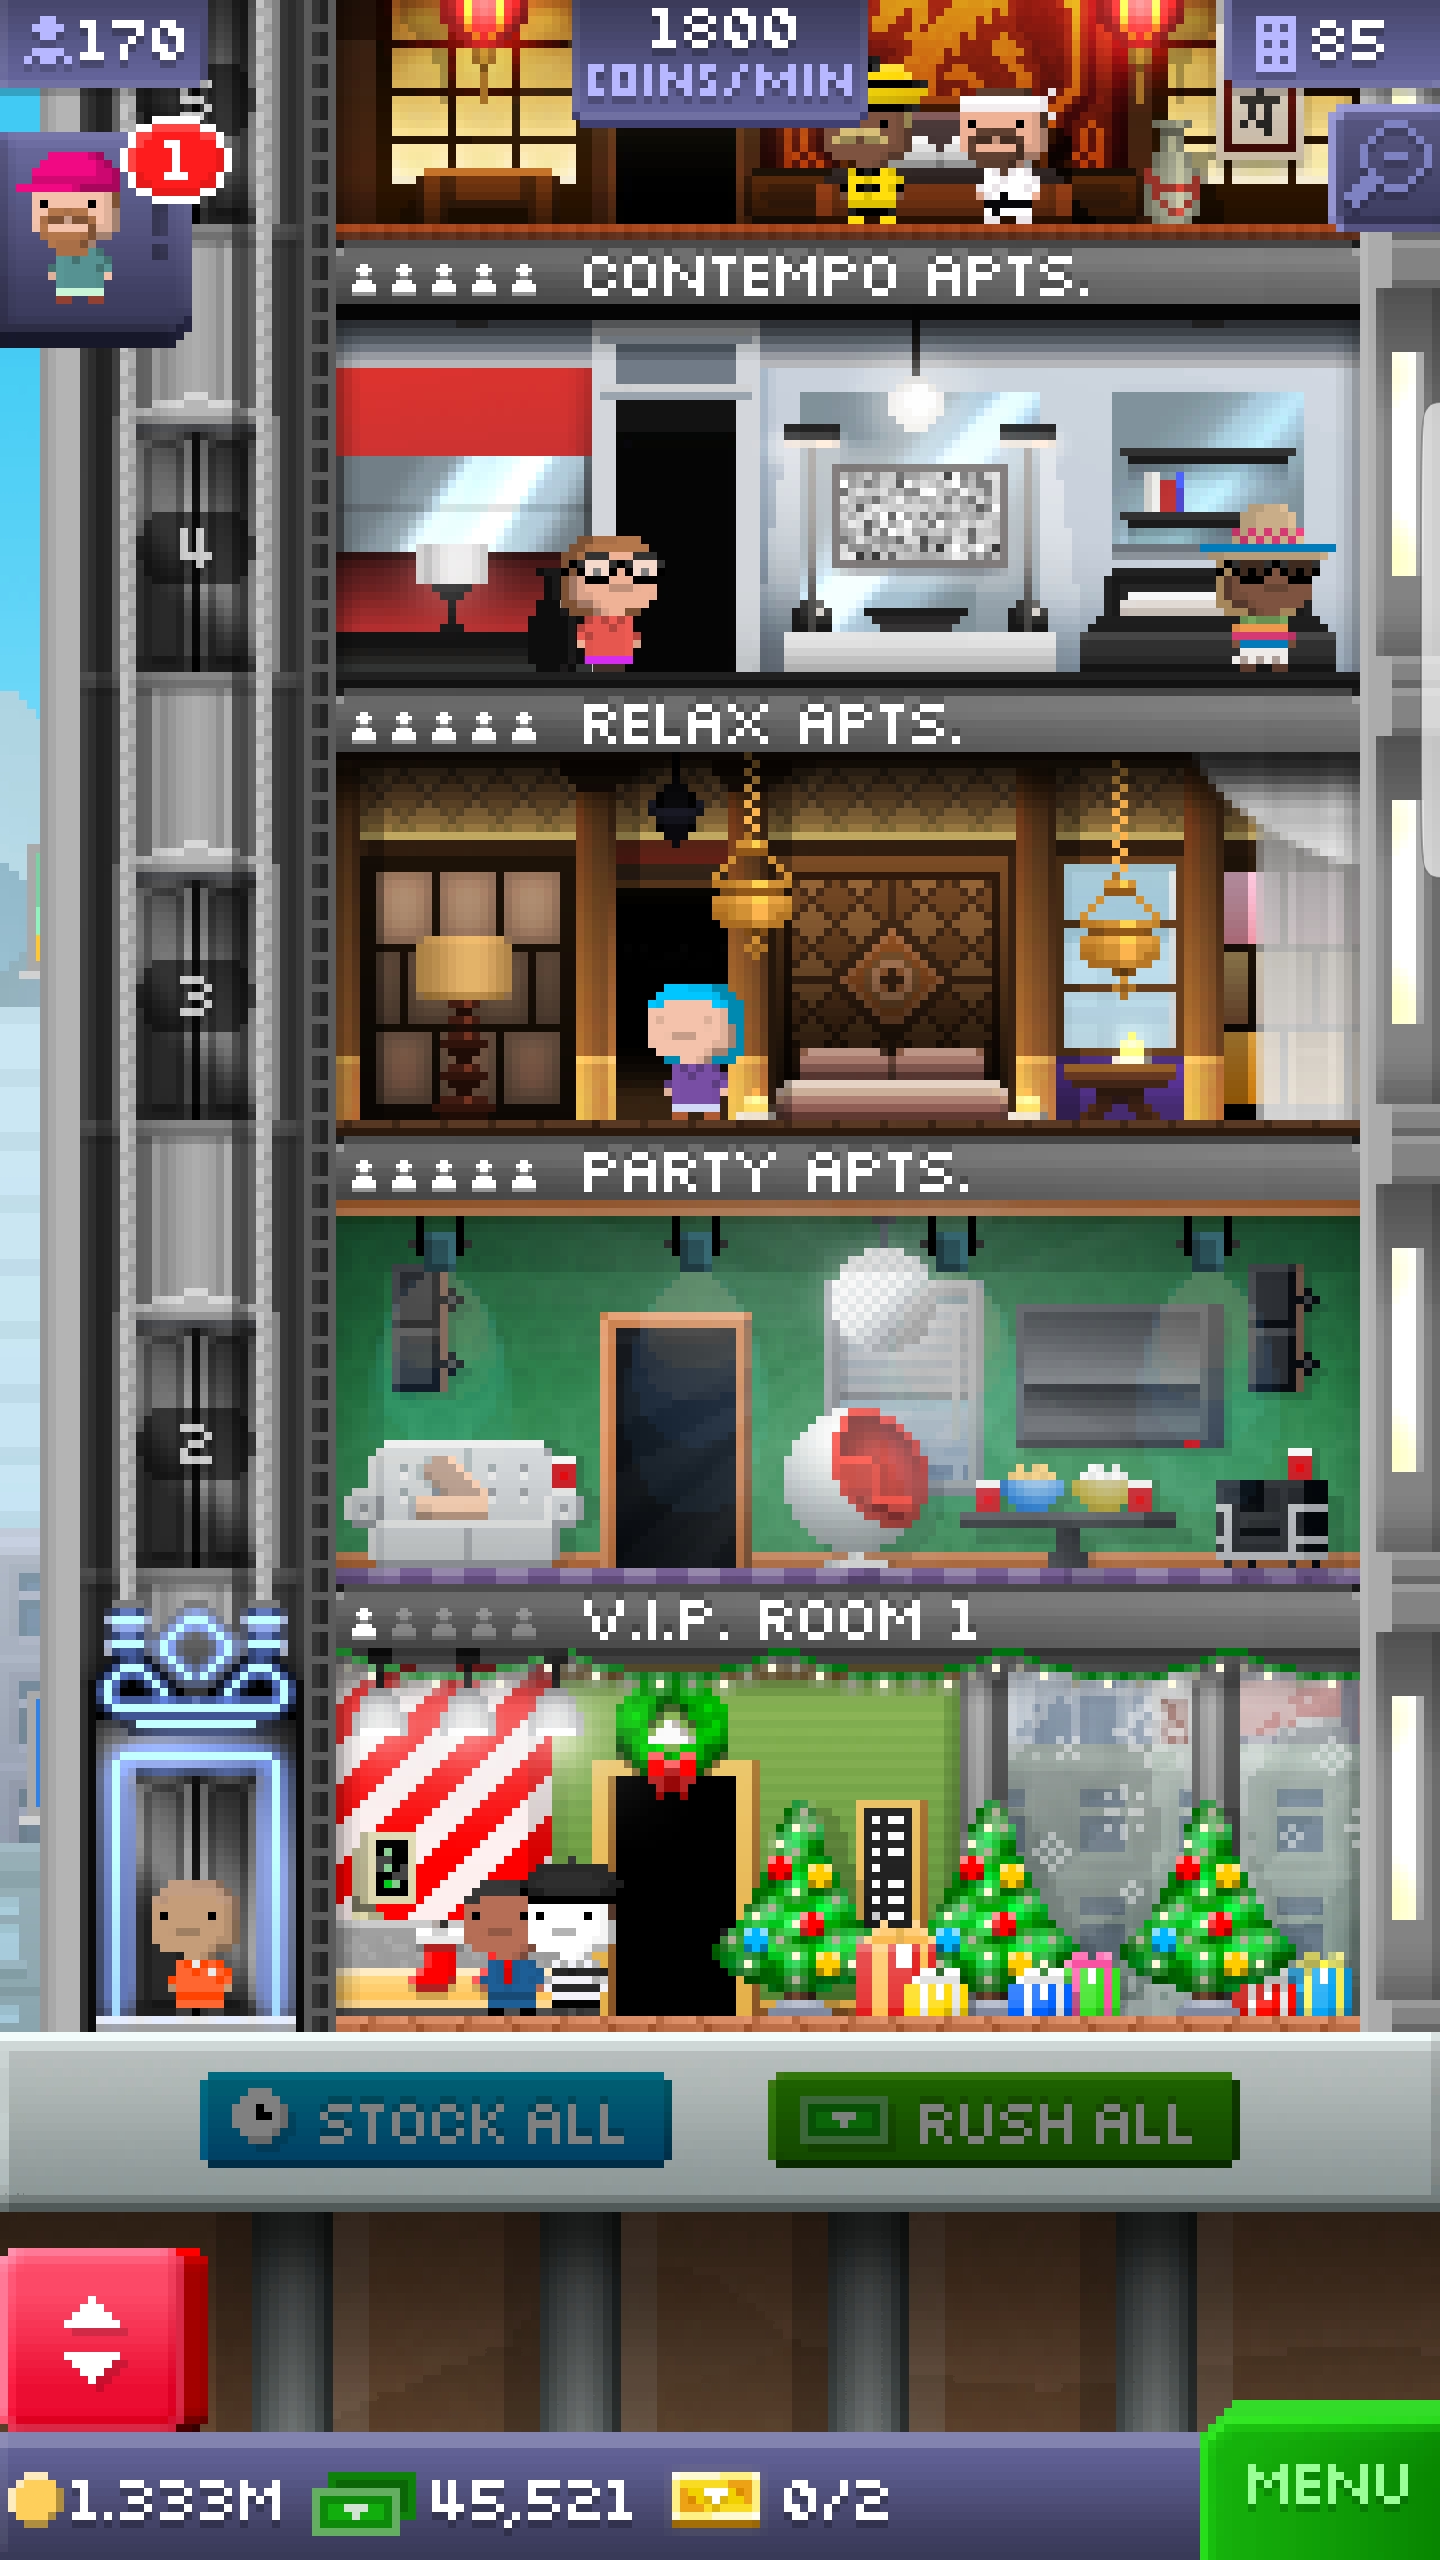 170
1800
COINS/MIN
85
5
1
CONTEMPO APTS.
4
RELAX APTS.
3
PARTY APTS.
2
V.I.P. ROOM 1
STOCK ALL
RUSH ALL
1.333M
45,521
0/2
MENU